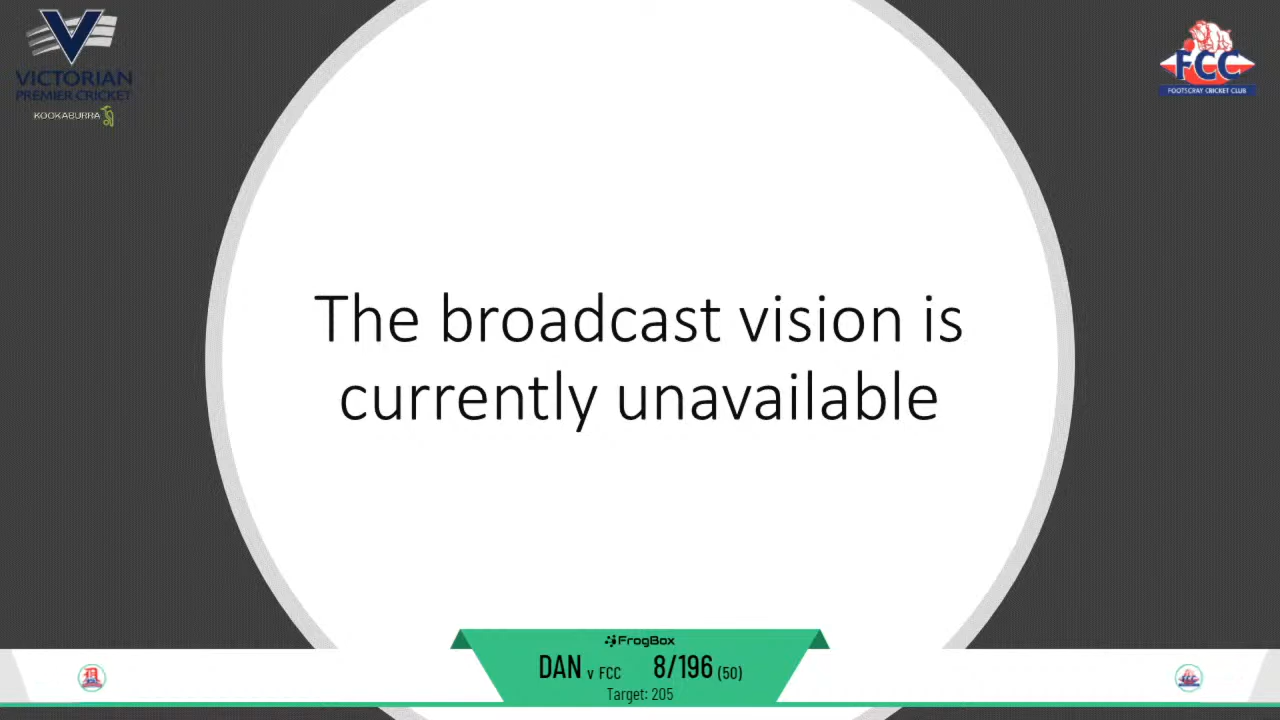 VICTORIAN
PREMIER CRICKET
KOOKABURRA
FCC
FOOTSCRAY CRICKET CLUB
The broadcast vision is
currently unavailable
FrogBox
DAN v FCC 8/196 (50)
Target: 205